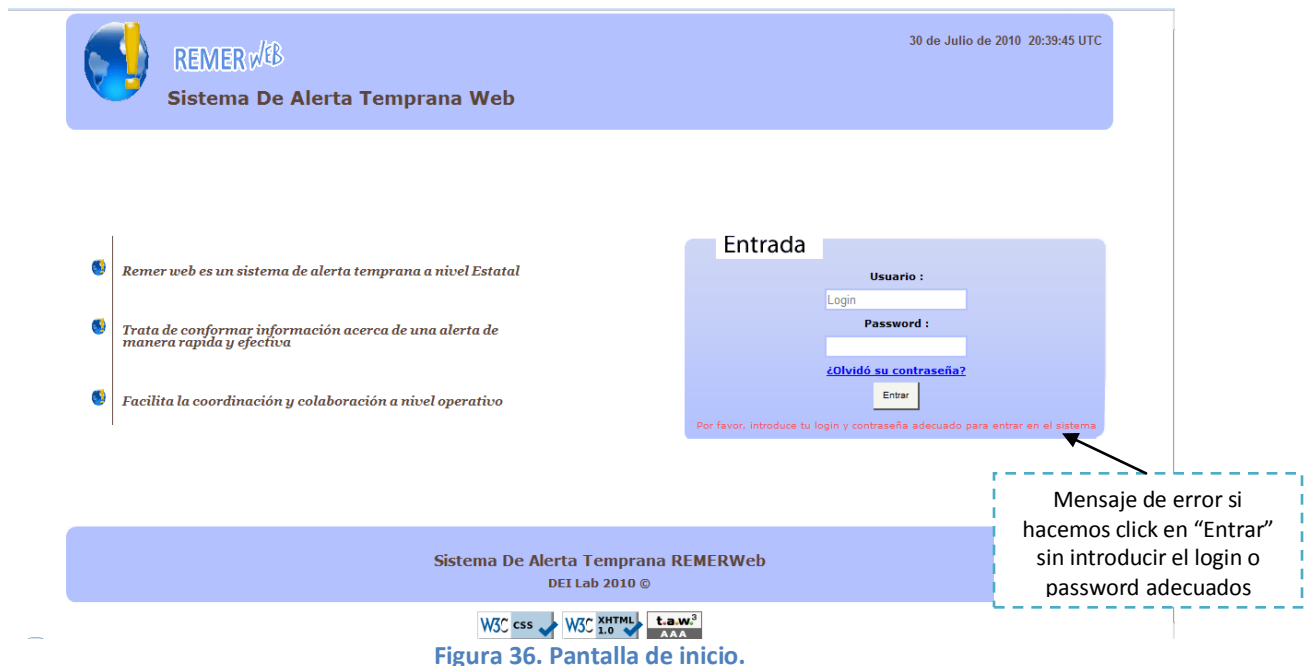 REMER WEB
30 de Julio de 2010 20:39:45 UTC
Sistema De Alerta Temprana Web
Remer web es un sistema de alerta temprana a nivel Estatal
Trata de conformar información acerca de una alerta de
manera rapida y efectiva
Facilita la coordinación y colaboración a nivel operativo
Entrada
Usuario :
Login
Password :
¿Olvidó su contraseña?
Entrar
Por favor, introduce tu login y contraseña adecuado para entrar en el sistema
Mensaje de error si
hacemos click en “Entrar”
sin introducir el login o
password adecuados
Sistema De Alerta Temprana REMERWeb
DEI Lab 2010 ©
W3C css
W3C XHTML 1.0
t.a.w.3 AAA
Figura 36. Pantalla de inicio.